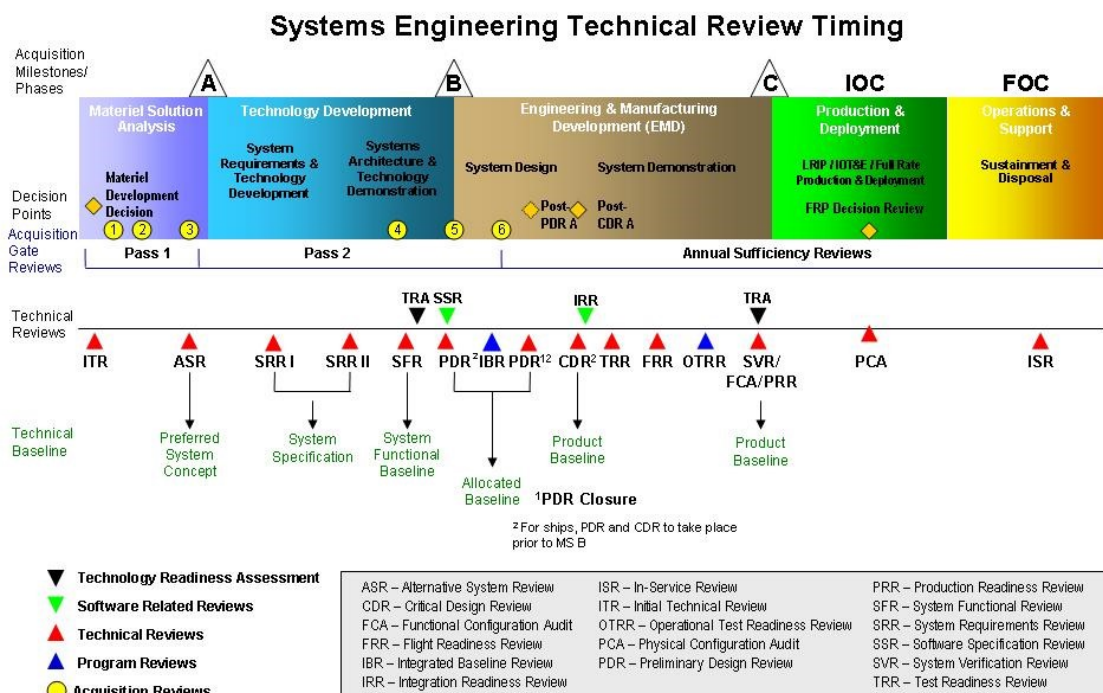 Systems Engineering Technical Review Timing
Acquisition
Milestones/
Phases
A
B
C
IOC
FOC
Materiel Solution
Analysis
Technology Development
Engineering & Manufacturing
Development (EMD)
Production &
Deployment
Operations &
Support
System
Requirements &
Technology
Development
Systems
Architecture &
Technology
Demonstration
System Design
System Demonstration
LRIP / IOT&E / Full Rate
Production & Deployment
Sustainment &
Disposal
Decision
Points
Materiel
Development
Decision
Post-
PDR A
Post-
CDR A
FRP Decision Review
Acquisition
Gate
Reviews
1
2
3
4
5
6
Pass 1
Pass 2
Annual Sufficiency Reviews
Technical
Reviews
TRA
SSR
IRR
TRA
ITR
ASR
SRR I
SRR II
SFR
PDR²
IBR
PDR¹²
CDR²
TRR
FRR
OTRR
SVR/
FCA/PRR
PCA
ISR
Technical
Baseline
Preferred
System
Concept
System
Specification
System
Functional
Baseline
Allocated
Baseline
Product
Baseline
Product
Baseline
¹PDR Closure
² For ships, PDR and CDR to take place
prior to MS B
Technology Readiness Assessment
Software Related Reviews
Technical Reviews
Program Reviews
Acquisition Reviews
ASR – Alternative System Review
CDR – Critical Design Review
FCA – Functional Configuration Audit
FRR – Flight Readiness Review
IBR – Integrated Baseline Review
IRR – Integration Readiness Review
ISR – In-Service Review
ITR – Initial Technical Review
OTRR – Operational Test Readiness Review
PCA – Physical Configuration Audit
PDR – Preliminary Design Review
PRR – Production Readiness Review
SFR – System Functional Review
SRR – System Requirements Review
SSR – Software Specification Review
SVR – System Verification Review
TRR – Test Readiness Review